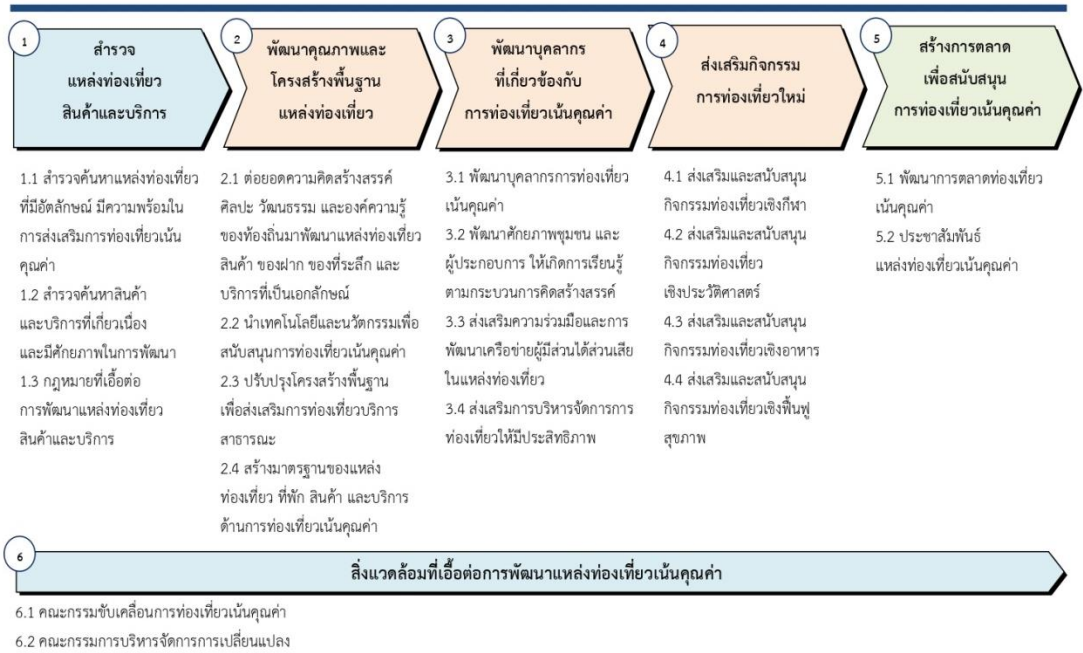 1
สำรวจ
แหล่งท่องเที่ยว
สินค้าและบริการ
2
พัฒนาคุณภาพและ
โครงสร้างพื้นฐาน
แหล่งท่องเที่ยว
3
พัฒนาบุคลากร
ที่เกี่ยวข้องกับ
การท่องเที่ยวเน้นคุณค่า
4
ส่งเสริมกิจกรรม
การท่องเที่ยวใหม่
5
สร้างการตลาด
เพื่อสนับสนุน
การท่องเที่ยวเน้นคุณค่า
1.1 สำรวจค้นหาแหล่งท่องเที่ยว
ที่มีอัตลักษณ์ มีความพร้อมใน
การส่งเสริมการท่องเที่ยวเน้น
คุณค่า
1.2 สำรวจค้นหาสินค้า
และบริการที่เกี่ยวเนื่อง
และมีศักยภาพในการพัฒนา
1.3 กฎหมายที่เอื้อต่อ
การพัฒนาแหล่งท่องเที่ยว
สินค้าและบริการ
2.1 ต่อยอดความคิดสร้างสรรค์
ศิลปะ วัฒนธรรม และองค์ความรู้
ของท้องถิ่นมาพัฒนาแหล่งท่องเที่ยว
สินค้า ของฝาก ของที่ระลึก และ
บริการที่เป็นเอกลักษณ์
2.2 นำเทคโนโลยีและนวัตกรรมเพื่อ
สนับสนุนการท่องเที่ยวเน้นคุณค่า
2.3 ปรับปรุงโครงสร้างพื้นฐาน
เพื่อส่งเสริมการท่องเที่ยวบริการ
สาธารณะ
2.4 สร้างมาตรฐานของแหล่ง
ท่องเที่ยว ที่พัก สินค้า และบริการ
ด้านการท่องเที่ยวเน้นคุณค่า
3.1 พัฒนาบุคลากรการท่องเที่ยว
เน้นคุณค่า
3.2 พัฒนาศักยภาพชุมชน และ
ผู้ประกอบการ ให้เกิดการเรียนรู้
ตามกระบวนการคิดสร้างสรรค์
3.3 ส่งเสริมความร่วมมือและการ
พัฒนาเครือข่ายผู้มีส่วนได้ส่วนเสีย
ในแหล่งท่องเที่ยว
3.4 ส่งเสริมการบริหารจัดการการ
ท่องเที่ยวให้มีประสิทธิภาพ
4.1 ส่งเสริมและสนับสนุน
กิจกรรมท่องเที่ยวเชิงกีฬา
4.2 ส่งเสริมและสนับสนุน
กิจกรรมท่องเที่ยว
เชิงประวัติศาสตร์
4.3 ส่งเสริมและสนับสนุน
กิจกรรมท่องเที่ยวเชิงอาหาร
4.4 ส่งเสริมและสนับสนุน
กิจกรรมท่องเที่ยวเชิงฟื้นฟู
สุขภาพ
5.1 พัฒนาการตลาดท่องเที่ยว
เน้นคุณค่า
5.2 ประชาสัมพันธ์
แหล่งท่องเที่ยวเน้นคุณค่า
6
สิ่งแวดล้อมที่เอื้อต่อการพัฒนาแหล่งท่องเที่ยวเน้นคุณค่า
6.1 คณะกรรมขับเคลื่อนการท่องเที่ยวเน้นคุณค่า
6.2 คณะกรรมการบริหารจัดการการเปลี่ยนแปลง